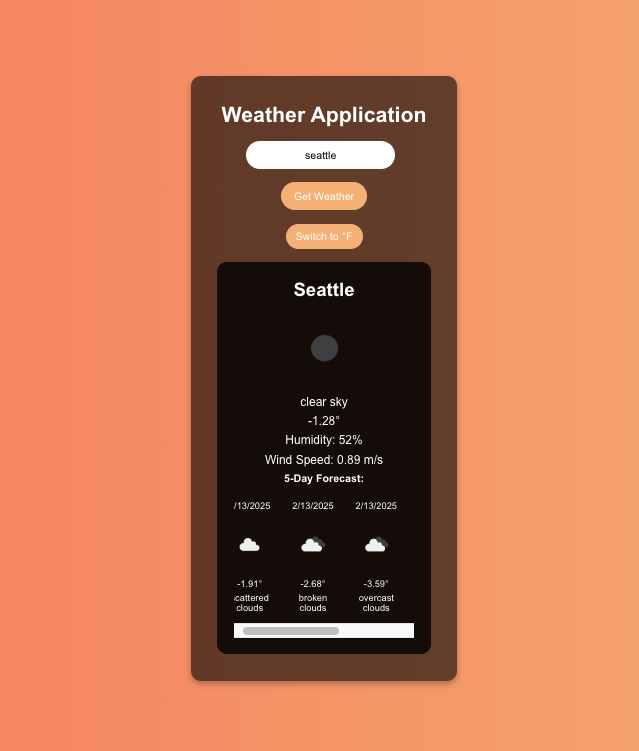 Weather Application
seattle
Get Weather
Switch to °F
Seattle
clear sky
-1.28°
Humidity: 52%
Wind Speed: 0.89 m/s
5-Day Forecast:
/13/2025 2/13/2025 2/13/2025
-1.91° -2.68° -3.59°
cattered broken overcast
clouds clouds clouds